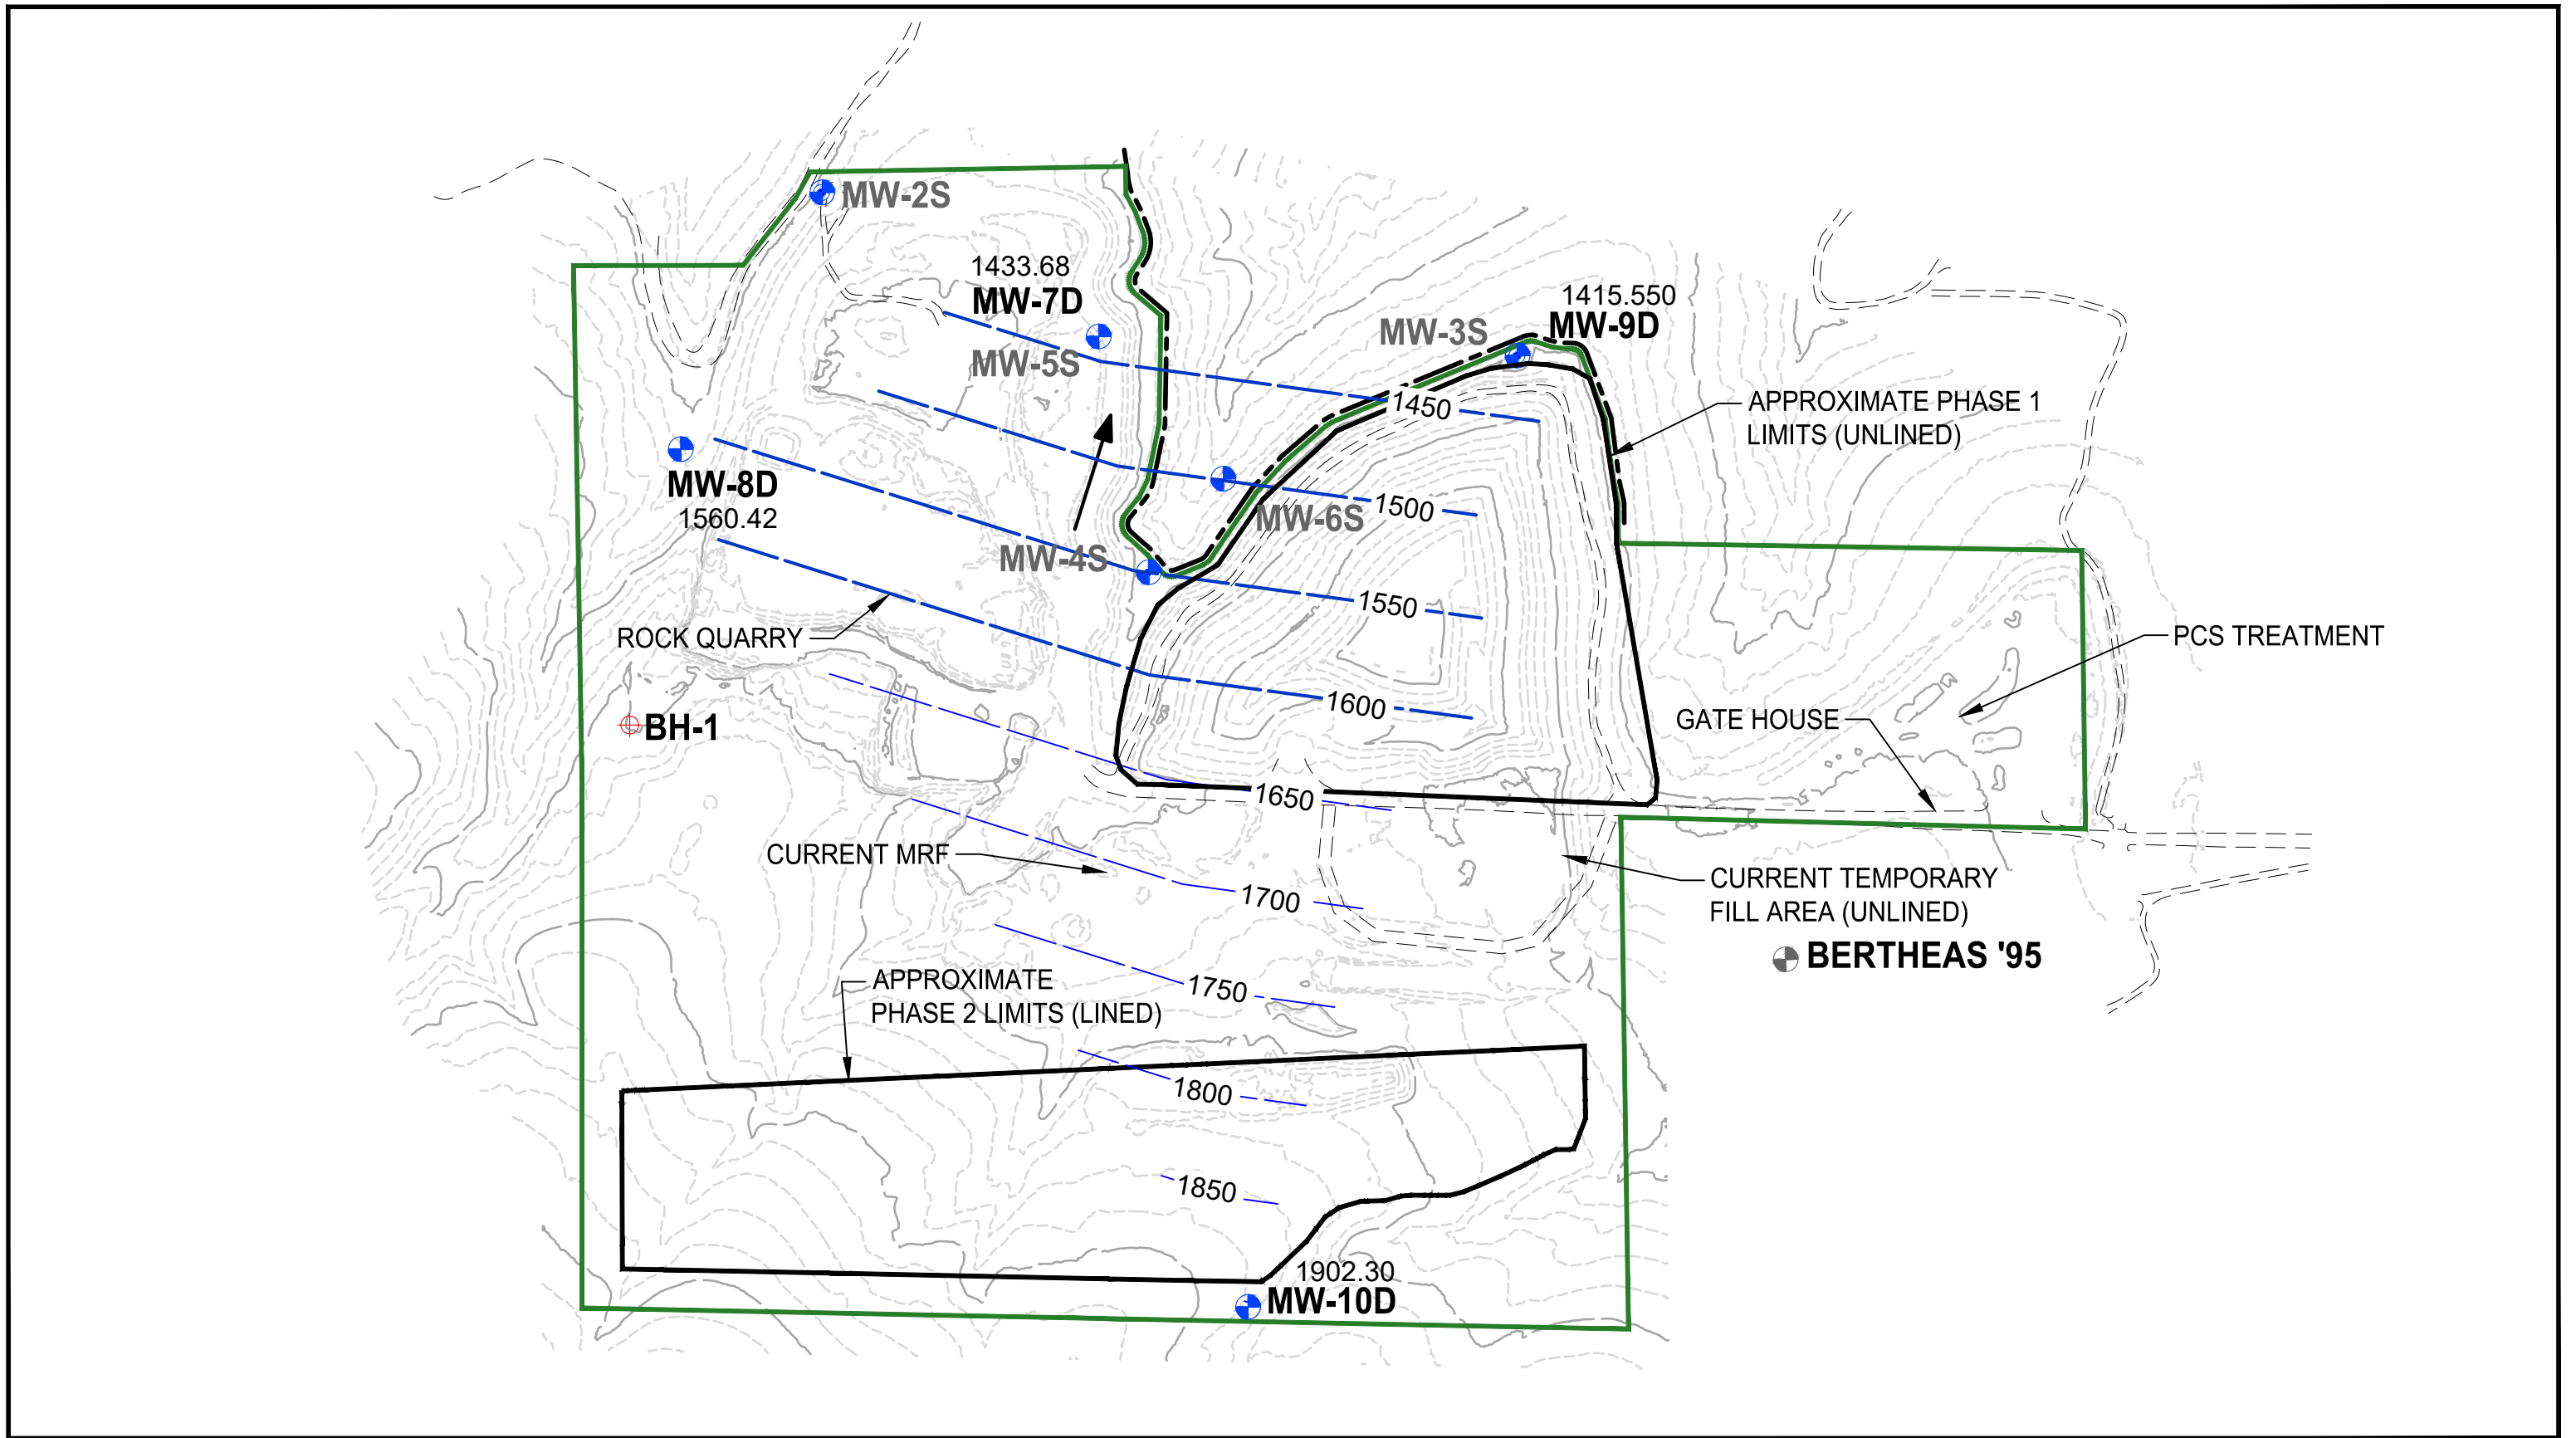 MW-2S
1433.68
MW-7D
MW-5S
1415.550
MW-3S
MW-9D
1450
APPROXIMATE PHASE 1
LIMITS (UNLINED)
MW-8D
1560.42
1500
MW-6S
MW-4S
1550
ROCK QUARRY
PCS TREATMENT
1600
GATE HOUSE
BH-1
1650
CURRENT MRF
1700
CURRENT TEMPORARY
FILL AREA (UNLINED)
BERTHEAS '95
APPROXIMATE
PHASE 2 LIMITS (LINED)
1750
1800
1850
1902.30
MW-10D